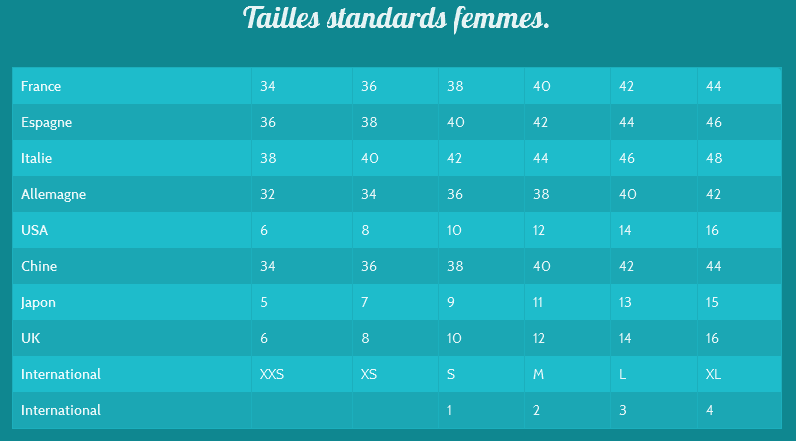 Tailles standards femmes.
France 34 36 38 40 42 44
Espagne 36 38 40 42 44 46
Italie 38 40 42 44 46 48
Allemagne 32 34 36 38 40 42
USA 6 8 10 12 14 16
Chine 34 36 38 40 42 44
Japon 5 7 9 11 13 15
UK 6 8 10 12 14 16
International XXS XS S M L XL
International 1 2 3 4